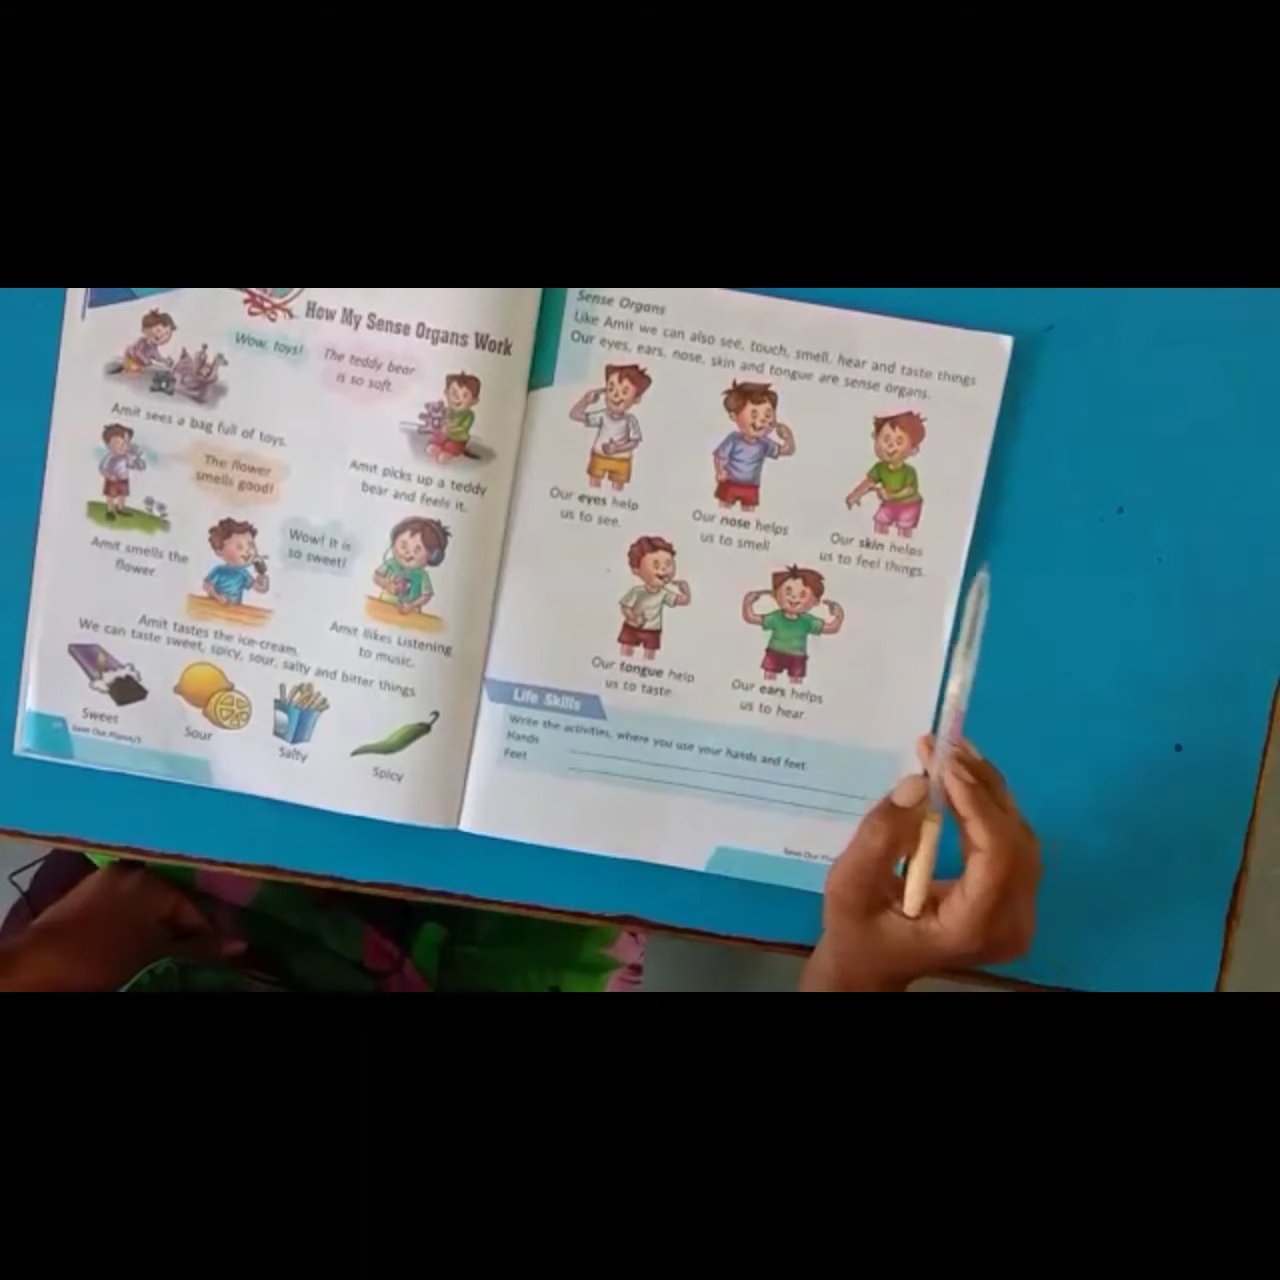 How My Sense Organs Work
Wow, toys!
The teddy bear
is so soft.
Amit sees a bag full of toys.
Amit picks up a teddy
bear and feels it.
The flower
smells good!
Amit smells the
flower.
Wow! It is
so sweet!
Amit tastes the ice-cream.
Amit likes Listening
to music.
We can taste sweet, spicy, sour, salty and bitter things.
Sweet
Sour
Salty
Spicy
Save Our Planet/1
Sense Organs
Like Amit we can also see, touch, smell, hear and taste things
Our eyes, ears, nose, skin and tongue are sense organs.
Our eyes help
us to see.
Our nose helps
us to smell
Our skin helps
us to feel things.
Our tongue help
us to taste
Our ears helps
us to hear
Life Skills
Write the activities, where you use your hands and feet.
Hands
Feet
Save Our